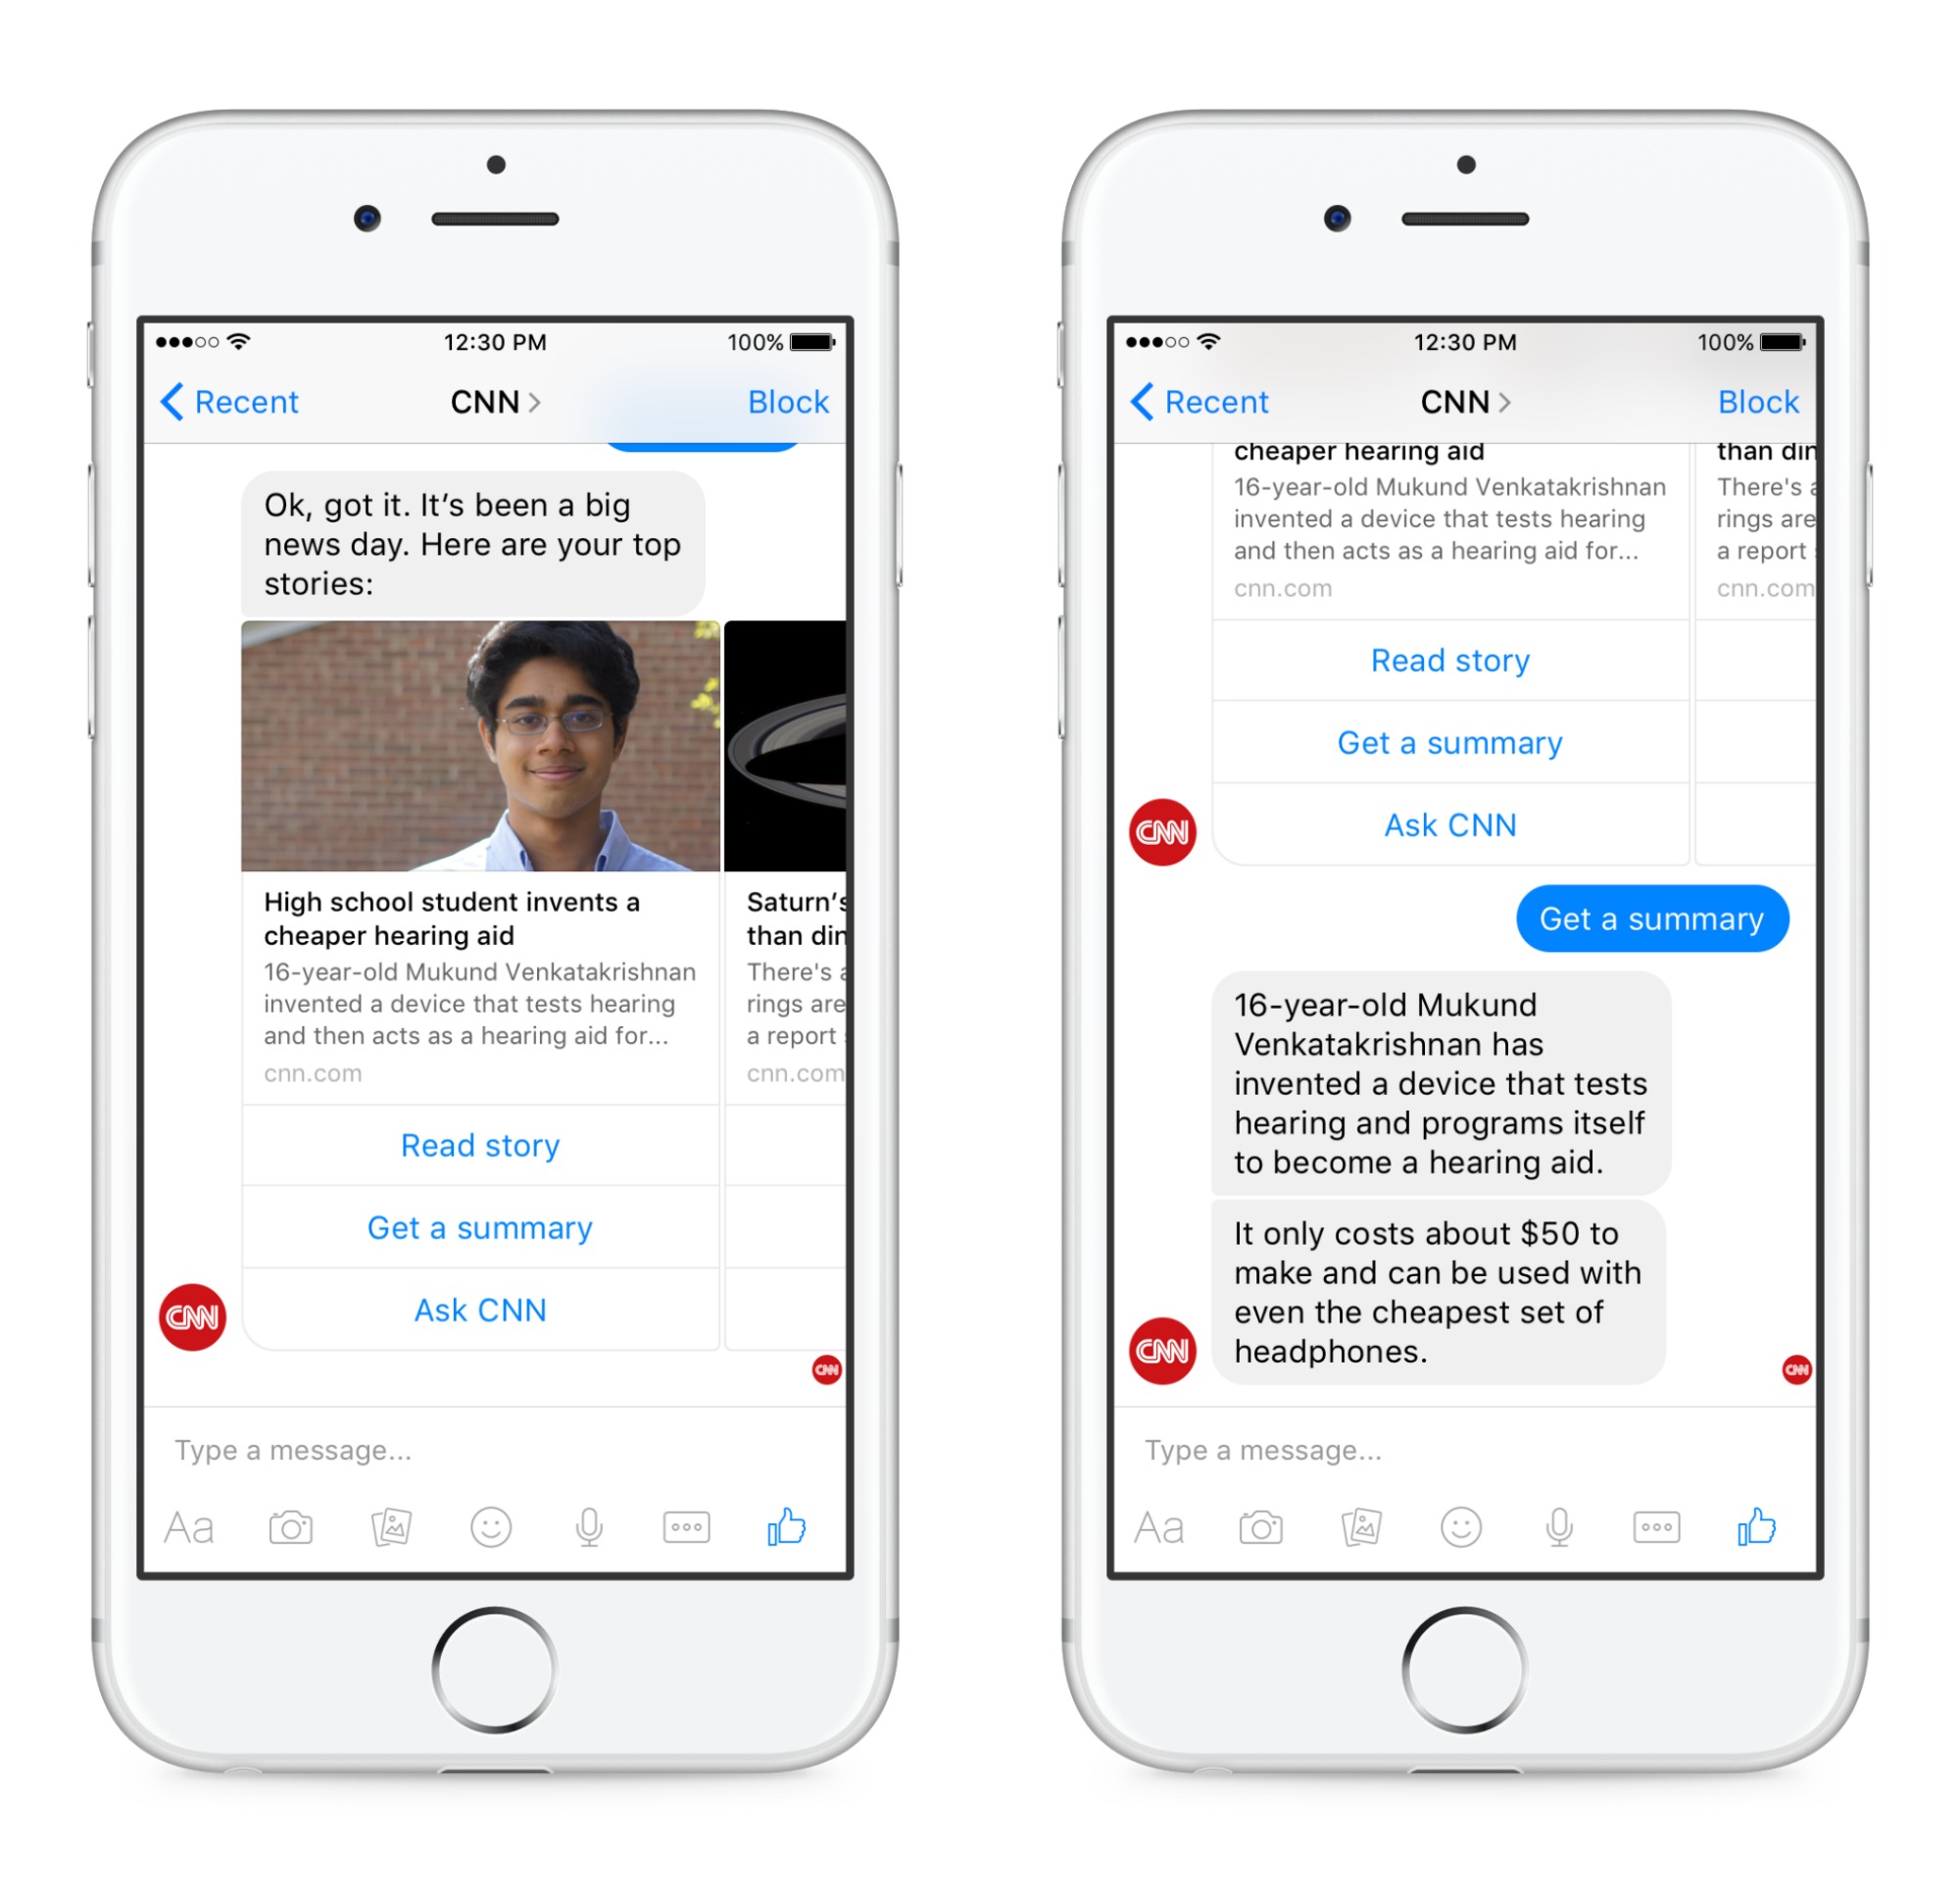 12:30 PM
100%
Recent
CNN
Block
Ok, got it. It’s been a big
news day. Here are your top
stories:
High school student invents a
cheaper hearing aid
16-year-old Mukund Venkatakrishnan
invented a device that tests hearing
and then acts as a hearing aid for...
cnn.com
Read story
Get a summary
Ask CNN
Saturn’s
than din
There's a
rings are
a report
cnn.com
CNN
CNN
Type a message...
Aa
12:30 PM
100%
Recent
CNN
Block
cheaper hearing aid
16-year-old Mukund Venkatakrishnan
invented a device that tests hearing
and then acts as a hearing aid for...
cnn.com
Read story
Get a summary
Ask CNN
than din
There's a
rings are
a report
cnn.com
CNN
Get a summary
16-year-old Mukund
Venkatakrishnan has
invented a device that tests
hearing and programs itself
to become a hearing aid.
It only costs about $50 to
make and can be used with
even the cheapest set of
headphones.
CNN
CNN
Type a message...
Aa